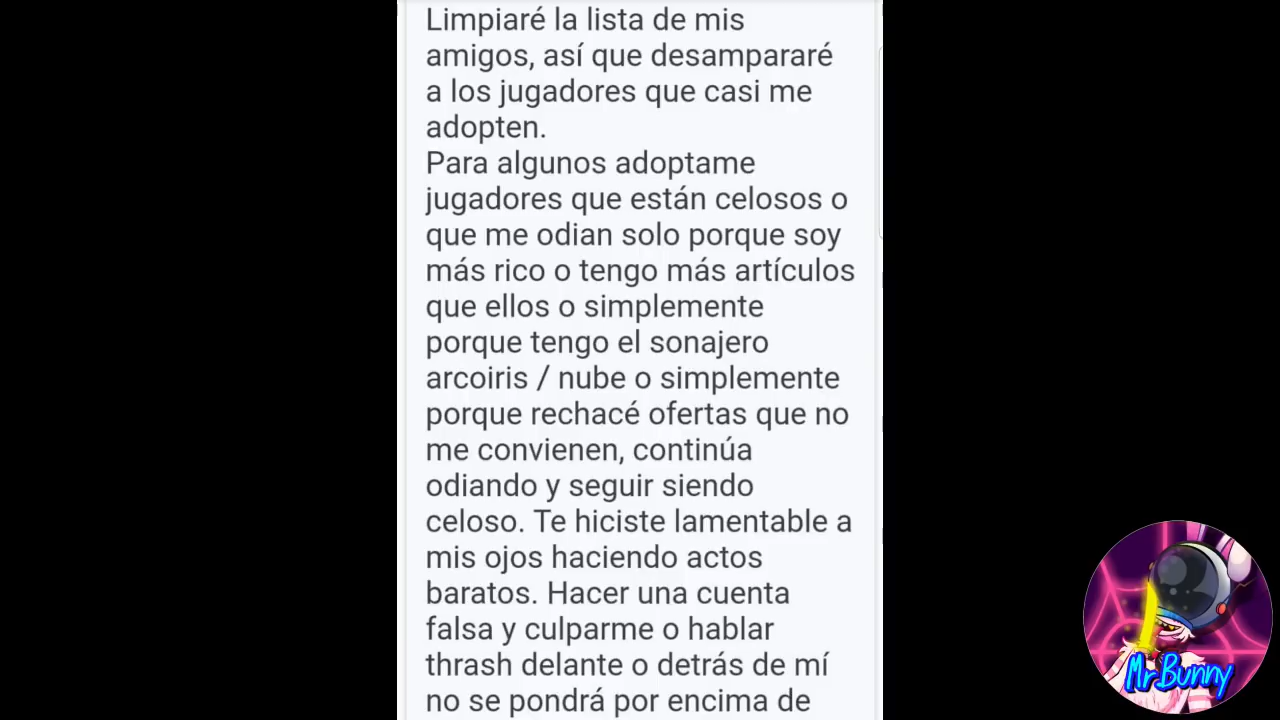 Limpiaré la lista de mis
amigos, así que desampararé
a los jugadores que casi me
adopten.
Para algunos adoptame
jugadores que están celosos o
que me odian solo porque soy
más rico o tengo más artículos
que ellos o simplemente
porque tengo el sonajero
arcoiris / nube o simplemente
porque rechacé ofertas que no
me convienen, continúa
odiando y seguir siendo
celoso. Te hiciste lamentable a
mis ojos haciendo actos
baratos. Hacer una cuenta
falsa y culparme o hablar
thrash delante o detrás de mí
no se pondrá por encima de
MrBunny